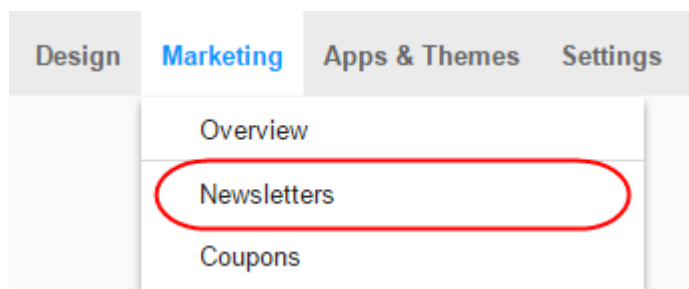 Design Marketing Apps & Themes Settings
Overview
Newsletters
Coupons